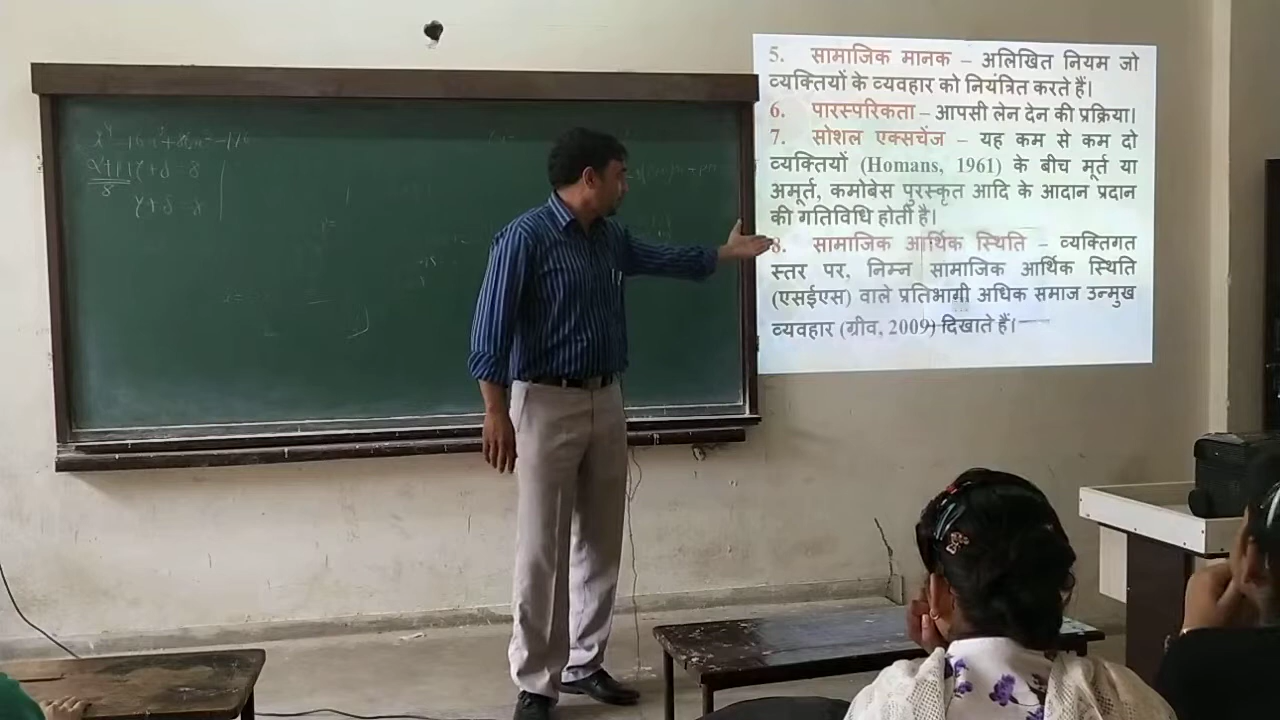 5. सामाजिक मानक – अलिखित नियम जो
व्यक्तियों के व्यवहार को नियंत्रित करते हैं।
6. पारस्परिकता – आपसी लेन देन की प्रक्रिया।
7. सोशल एक्सचेंज – यह कम से कम दो
व्यक्तियों (Homans, 1961) के बीच मूर्त या
अमूर्त, कमोबेस पुरस्कृत आदि के आदान प्रदान
की गतिविधि होती है।
8. सामाजिक आर्थिक स्थिति – व्यक्तिगत
स्तर पर, निम्न सामाजिक आर्थिक स्थिति
(एसईएस) वाले प्रतिभागी अधिक समाज उन्मुख
व्यवहार (ग्रीव, 2009) दिखाते हैं।